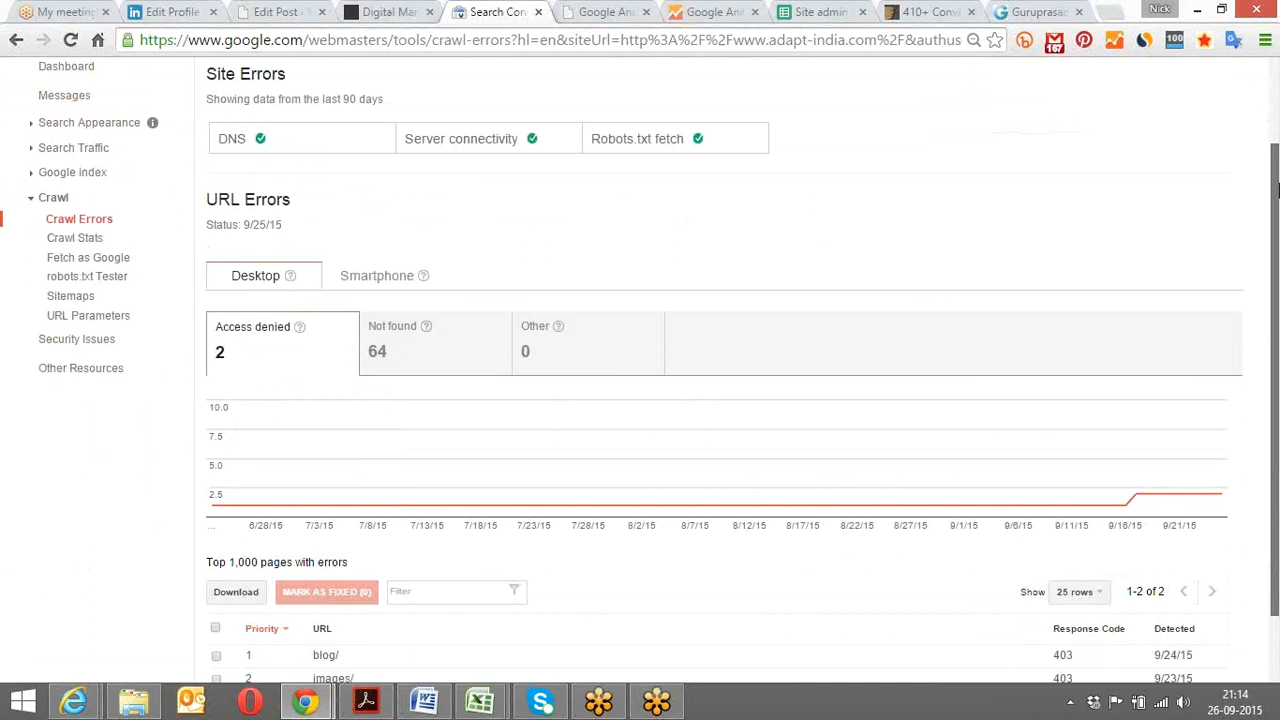 My meeting
Edit Profile
Edit Post -
Digital Ma
Search Con
Google Ana
Google Ana
Site admin
410+ Conv
Guruprasa
Nick
https://www.google.com/webmasters/tools/crawl-errors?hl=en&siteUrl=http%3A%2F%2Fwww.adapt-india.com%2F&authus
167
100
Dashboard
Messages
Search Appearance
Search Traffic
Google Index
Crawl
Crawl Errors
Crawl Stats
Fetch as Google
robots.txt Tester
Sitemaps
URL Parameters
Security Issues
Other Resources
Site Errors
Showing data from the last 90 days
DNS
Server connectivity
Robots.txt fetch
URL Errors
Status: 9/25/15
Desktop
Smartphone
Access denied
2
Not found
64
Other
0
10.0
7.5
5.0
2.5
... 6/28/15 7/3/15 7/8/15 7/13/15 7/18/15 7/23/15 7/28/15 8/2/15 8/7/15 8/12/15 8/17/15 8/22/15 8/27/15 9/1/15 9/6/15 9/11/15 9/16/15 9/21/15
Top 1,000 pages with errors
Download
MARK AS FIXED (0)
Filter
Show
25 rows
1-2 of 2
Priority URL Response Code Detected
1 blog/ 403 9/24/15
2 images/ 403 9/23/15
21:14
26-09-2015